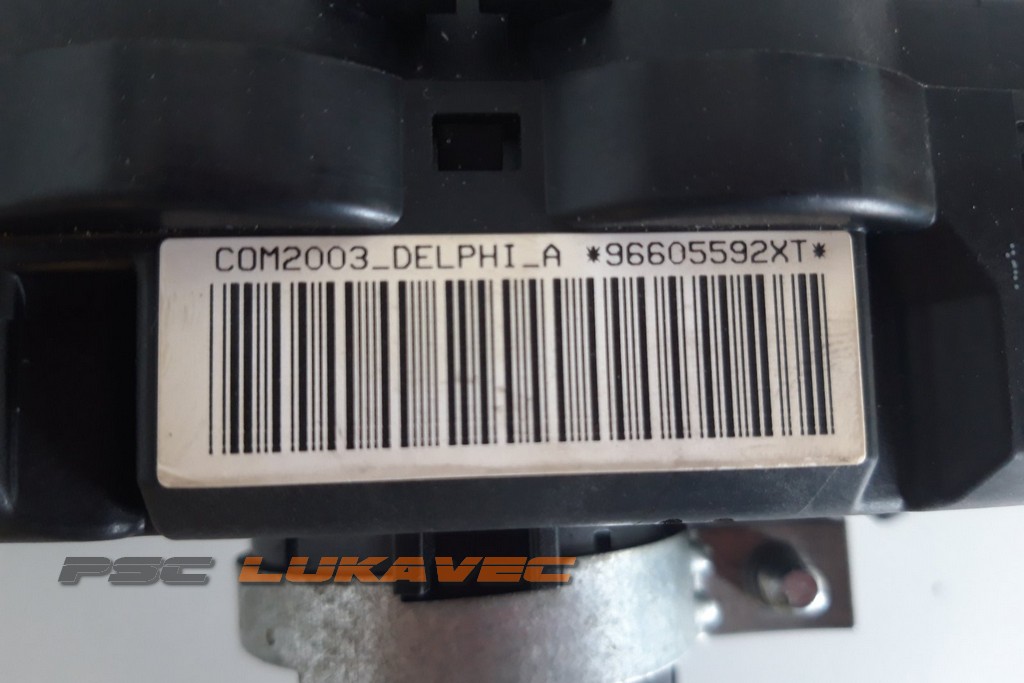 COM2003_DELPHI_A *96605592XT*
PSC LUKAVEC